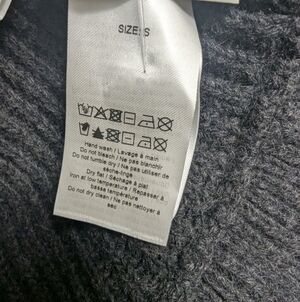 SIZE: S
Hand wash / Lavage à main
Do not bleach / Ne pas blanchir
Do not tumble dry / Ne pas utiliser de
sèche-linge
Dry flat / Séchage à plat
Iron at low temperature / Repasser à
basse température
Do not dry clean / Ne pas nettoyer à
sec